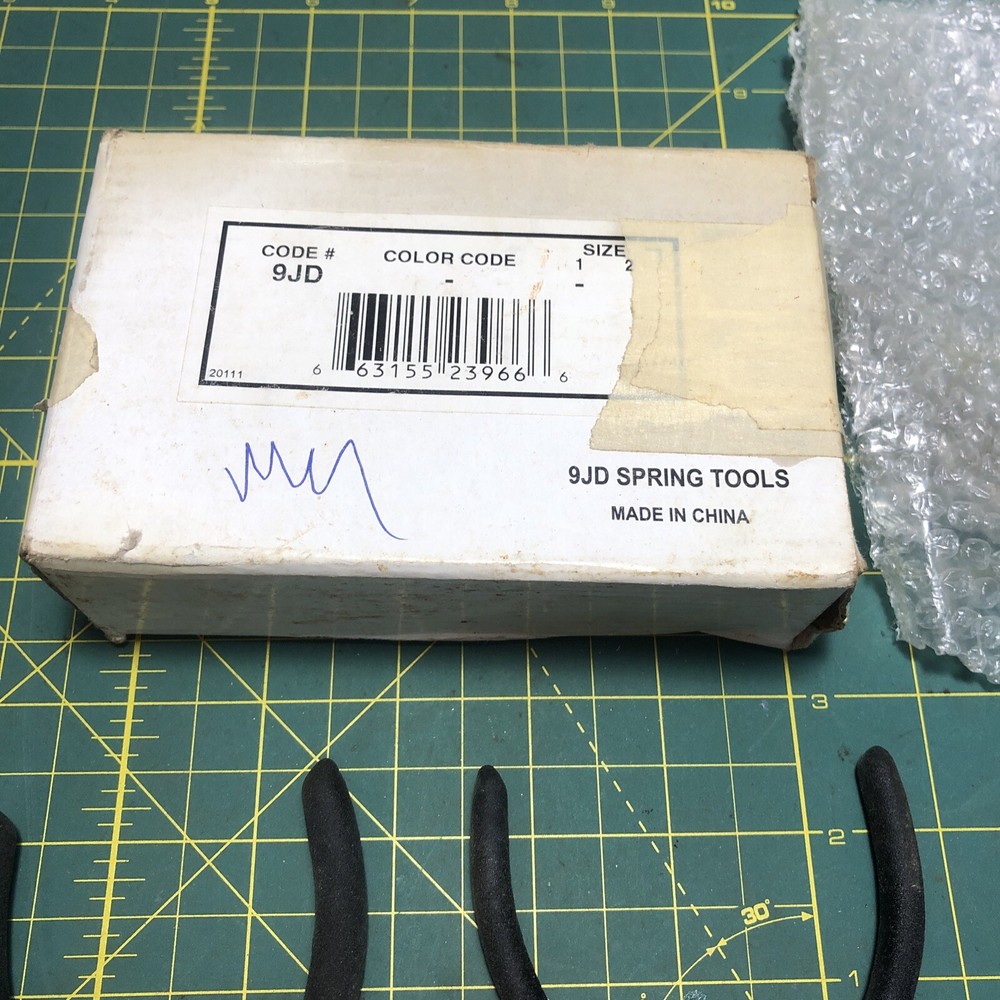 10
9
CODE # COLOR CODE SIZE
9JD - 1 2
-
20111 6 63155 23966 6
9JD SPRING TOOLS
MADE IN CHINA
3
2
30°
1